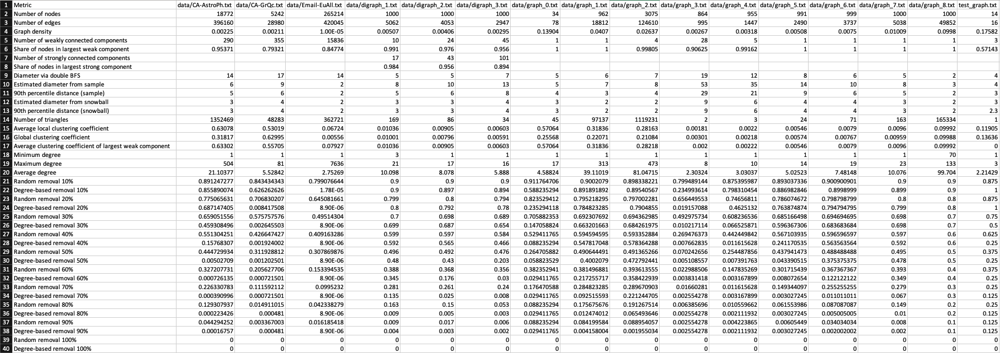 1 Metric data/CA-AstroPh.txt data/CA-GrQc.txt data/Email-EuAll.txt data/digraph_1.txt data/digraph_2.txt data/digraph_3.txt data/graph_0.txt data/graph_1.txt data/graph_2.txt data/graph_3.txt data/graph_4.txt data/graph_5.txt data/graph_6.txt data/graph_7.txt data/graph_8.txt test_graph.txt
2 Number of nodes 18772 5242 265214 1000 1000 1000 34 962 3075 864 955 991 999 1000 1000 14
3 Number of edges 396160 28980 420045 5062 4053 2947 78 18812 124610 995 1447 2490 3737 5038 49852 16
4 Graph density 0.00225 0.00211 1.00E-05 0.00507 0.00406 0.00295 0.13904 0.0407 0.02637 0.00267 0.00318 0.00508 0.0075 0.01009 0.0998 0.17582
5 Number of weakly connected components 290 355 15836 10 24 45 1 1 4 28 5 1 1 1 1 3
6 Share of nodes in largest weak component 0.95371 0.79321 0.84774 0.991 0.976 0.956 1 1 0.99805 0.90625 0.99162 1 1 1 1 0.57143
7 Number of strongly connected components 17 43 101
8 Share of nodes in largest strong component 0.984 0.956 0.894
9 Diameter via double BFS 14 17 14 5 5 7 5 6 7 19 12 8 6 5 2 4
10 Estimated diameter from sample 6 9 2 8 10 13 5 7 8 53 35 14 10 8 3 4
11 90th percentile distance (sample) 5 6 2 5 6 8 4 3 4 29 21 9 6 5 2 3
12 Estimated diameter from snowball 3 4 2 3 3 4 3 2 2 9 6 4 4 3 2 3
13 90th percentile distance (snowball) 3 4 2 3 3 4 3 2 2 9 6 4 4 3 2 2.3
14 Number of triangles 1352469 48283 362721 169 86 34 45 97137 1119231 2 3 24 71 163 165334 1
15 Average local clustering coefficient 0.63078 0.53019 0.06724 0.01036 0.00905 0.00603 0.57064 0.31836 0.28163 0.00181 0.0022 0.00546 0.0079 0.0096 0.09992 0.11905
16 Global clustering coefficient 0.31817 0.62995 0.00556 0.01001 0.00796 0.00591 0.25568 0.22071 0.21084 0.00301 0.00218 0.00574 0.00767 0.00959 0.09988 0.13636
17 Average clustering coefficient of largest weak component 0.63302 0.55705 0.07927 0.01036 0.00905 0.00603 0.57064 0.31836 0.28218 0.002 0.00222 0.00546 0.0079 0.0096 0.09992 0
18 Minimum degree 1 1 1 3 1 1 1 1 1 1 1 1 1 1 70 1
19 Maximum degree 504 81 7636 21 17 16 17 313 473 8 10 14 19 23 133 3
20 Average degree 21.10377 5.52842 2.75269 10.098 8.078 5.888 4.58824 39.11019 81.04715 2.30324 3.03037 5.02523 7.48148 10.076 99.704 2.21429
21 Random removal 10% 0.891247277 0.843434343 0.799076644 0.9 0.9 0.9 0.911764706 0.9002079 0.898338221 0.799489144 0.875395987 0.893037336 0.900900901 0.9 0.9 0.875
22 Degree-based removal 10% 0.855890074 0.626262626 1.78E-05 0.9 0.897 0.894 0.588235294 0.891891892 0.89540567 0.234993614 0.798310454 0.886982846 0.8998999 0.899 0.9 1
23 Random removal 20% 0.775065631 0.706830207 0.645081661 0.799 0.8 0.794 0.823529412 0.795218295 0.797002281 0.656449553 0.74656811 0.786074672 0.798798799 0.8 0.8 0.875
24 Degree-based removal 20% 0.687147405 0.008417508 8.90E-06 0.8 0.792 0.78 0.235294118 0.784823285 0.7904855 0.019157088 0.4625132 0.763874874 0.794794795 0.799 0.8 1
25 Random removal 30% 0.659051556 0.575757576 0.49514304 0.7 0.698 0.689 0.705882353 0.692307692 0.694362985 0.492975734 0.608236536 0.685166498 0.694694695 0.698 0.7 0.75
26 Degree-based removal 30% 0.459308496 0.002645503 8.90E-06 0.699 0.687 0.654 0.147058824 0.663201663 0.684261975 0.010217114 0.066525871 0.596367306 0.683683684 0.698 0.7 0.5
27 Random removal 40% 0.551304251 0.426647427 0.409163286 0.599 0.597 0.584 0.529411765 0.594594595 0.593352884 0.269476373 0.442449842 0.567103935 0.596596597 0.597 0.6 0.625
28 Degree-based removal 40% 0.15768307 0.001924002 8.90E-06 0.592 0.565 0.466 0.088235294 0.547817048 0.578364288 0.007662835 0.011615628 0.241170535 0.563563564 0.592 0.6 0.25
29 Random removal 50% 0.444729934 0.311928812 0.307869876 0.496 0.492 0.476 0.264705882 0.490644491 0.491365266 0.070242656 0.254487856 0.437941473 0.488488488 0.495 0.5 0.375
30 Degree-based removal 50% 0.00502709 0.001202501 8.90E-06 0.48 0.43 0.203 0.058823529 0.4002079 0.472792441 0.005108557 0.007391763 0.043390515 0.375375375 0.478 0.5 0.25
31 Random removal 60% 0.327207731 0.205627706 0.153394535 0.388 0.368 0.356 0.382352941 0.381496881 0.393613555 0.022988506 0.147835269 0.301715439 0.367367367 0.393 0.4 0.375
32 Degree-based removal 60% 0.000726135 0.000721501 8.90E-06 0.345 0.176 0.03 0.029411765 0.217255717 0.358422939 0.003831418 0.003167899 0.008072654 0.122122122 0.349 0.4 0.25
33 Random removal 70% 0.226330783 0.111592112 0.0995232 0.281 0.261 0.24 0.176470588 0.284823285 0.289670903 0.01660281 0.011615628 0.149344097 0.255255255 0.279 0.3 0.25
34 Degree-based removal 70% 0.000390996 0.000721501 8.90E-06 0.135 0.025 0.008 0.029411765 0.092515593 0.221244705 0.002554278 0.003167899 0.003027245 0.011011011 0.067 0.3 0.125
35 Random removal 80% 0.129307937 0.014911015 0.042338279 0.163 0.15 0.053 0.088235294 0.175675676 0.191267514 0.006385696 0.010559662 0.061553986 0.087087087 0.149 0.2 0.25
36 Degree-based removal 80% 0.000223426 0.000481 8.90E-06 0.009 0.005 0.003 0.029411765 0.012474012 0.065493646 0.002554278 0.002111932 0.003027245 0.005005005 0.01 0.2 0.125
37 Random removal 90% 0.044294252 0.003367003 0.016185418 0.009 0.017 0.006 0.088235294 0.084199584 0.088954057 0.002554278 0.004223865 0.00605449 0.034034034 0.008 0.1 0.125
38 Degree-based removal 90% 0.00016757 0.000481 8.90E-06 0.004 0.003 0.002 0.029411765 0.004158004 0.001955034 0.002554278 0.002111932 0.003027245 0.002002002 0.002 0.1 0.125
39 Random removal 100% 0 0 0 0 0 0 0 0 0 0 0 0 0 0 0 0
40 Degree-based removal 100% 0 0 0 0 0 0 0 0 0 0 0 0 0 0 0 0